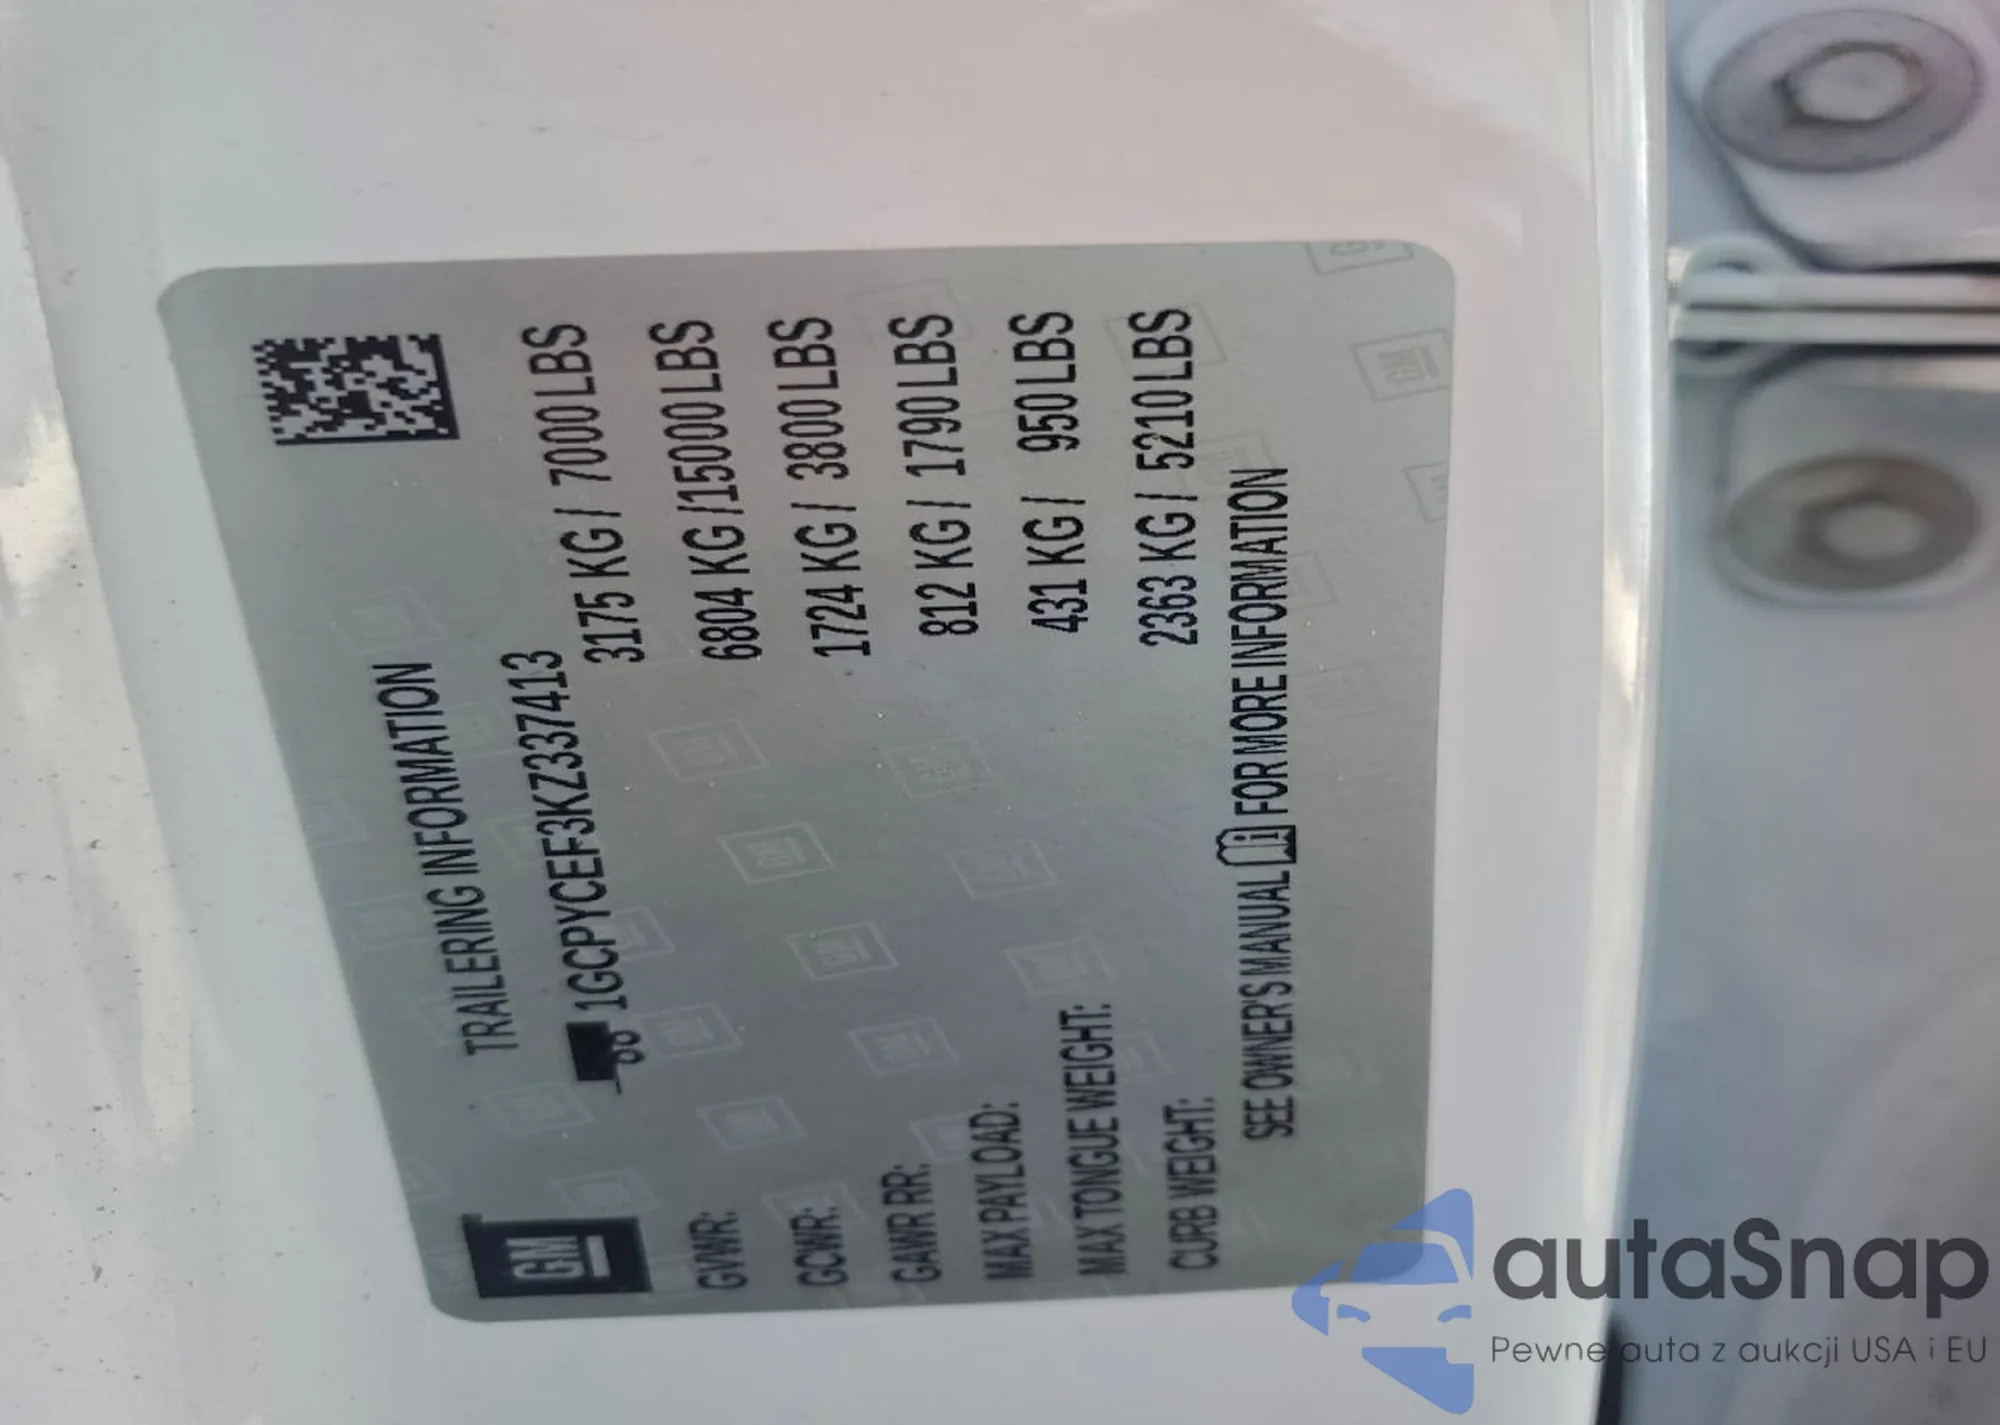 GM
TRAILERING INFORMATION
1GCPYCEF3KZ337413
GVWR: 3175 KG / 7000 LBS
GCWR: 6804 KG /15000 LBS
GAWR RR: 1724 KG / 3800 LBS
MAX PAYLOAD: 812 KG / 1790 LBS
MAX TONGUE WEIGHT: 431 KG / 950 LBS
CURB WEIGHT: 2363 KG / 5210 LBS
SEE OWNER'S MANUAL i FOR MORE INFORMATION
autaSnap
Pewne auta z aukcji USA i EU